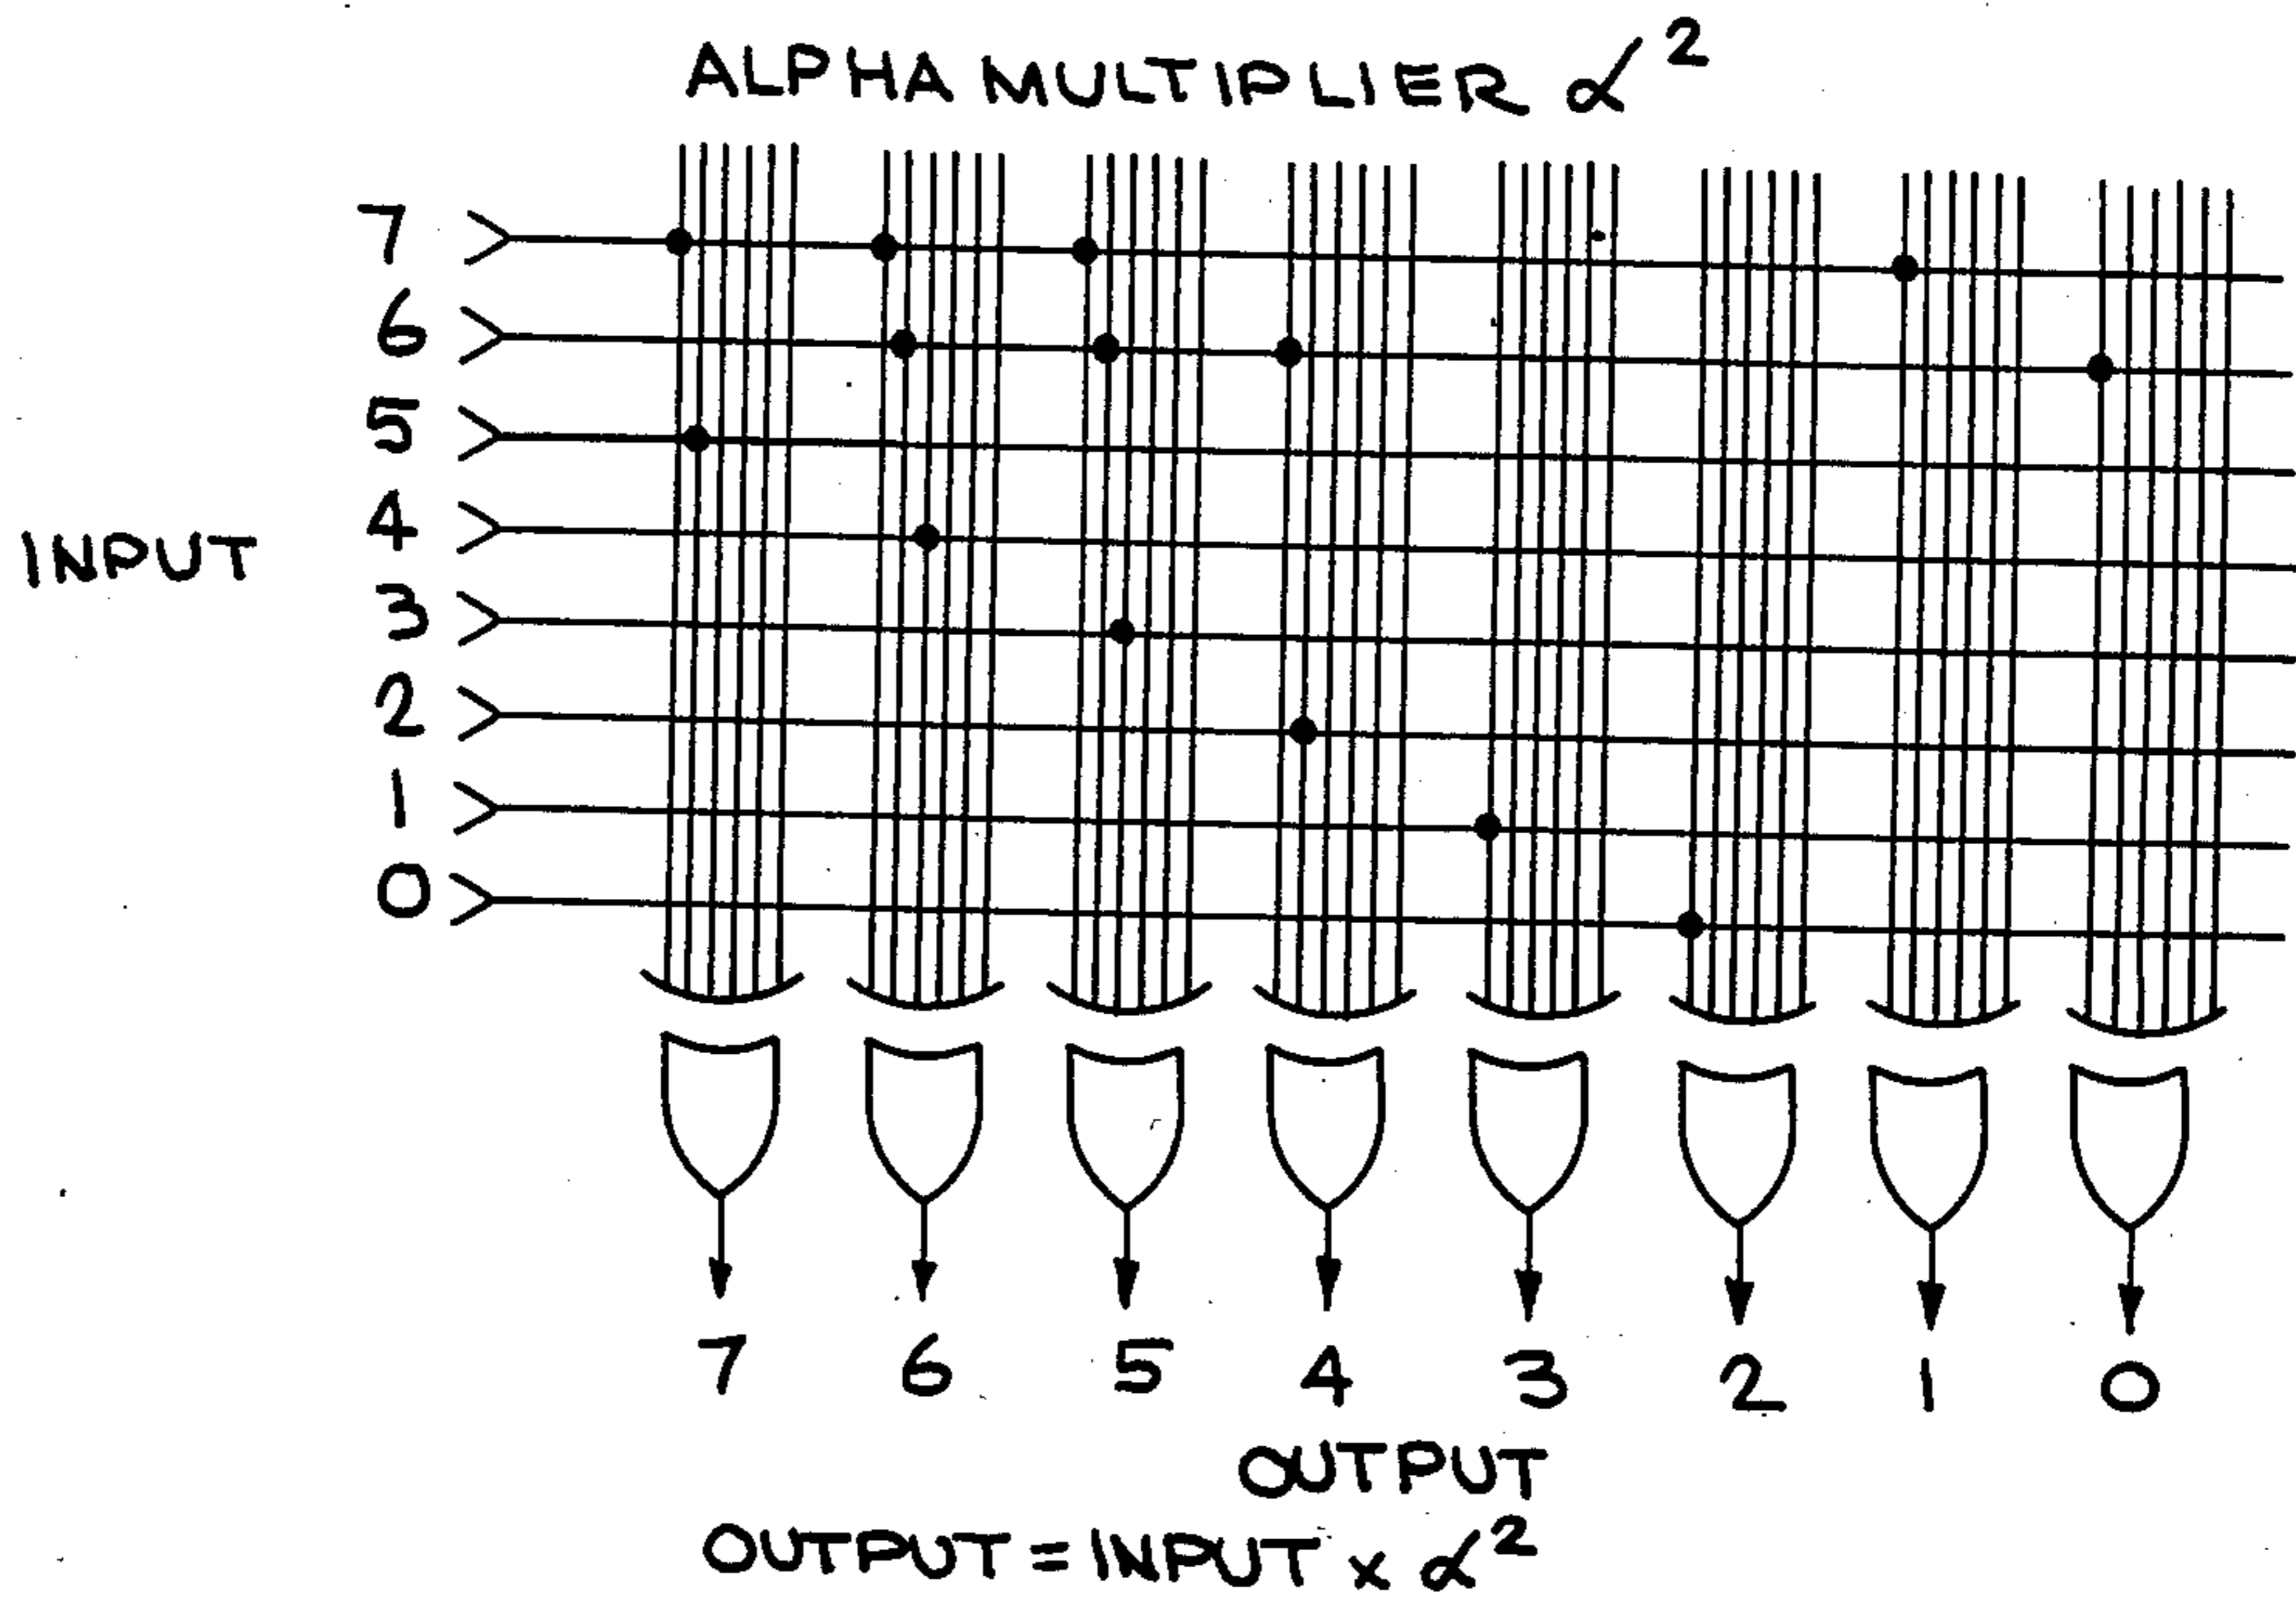 ALPHA MULTIPLIER α²
7
6
5
4
INPUT
3
2
1
0
7 6 5 4 3 2 1 0
OUTPUT
OUTPUT = INPUT x α²